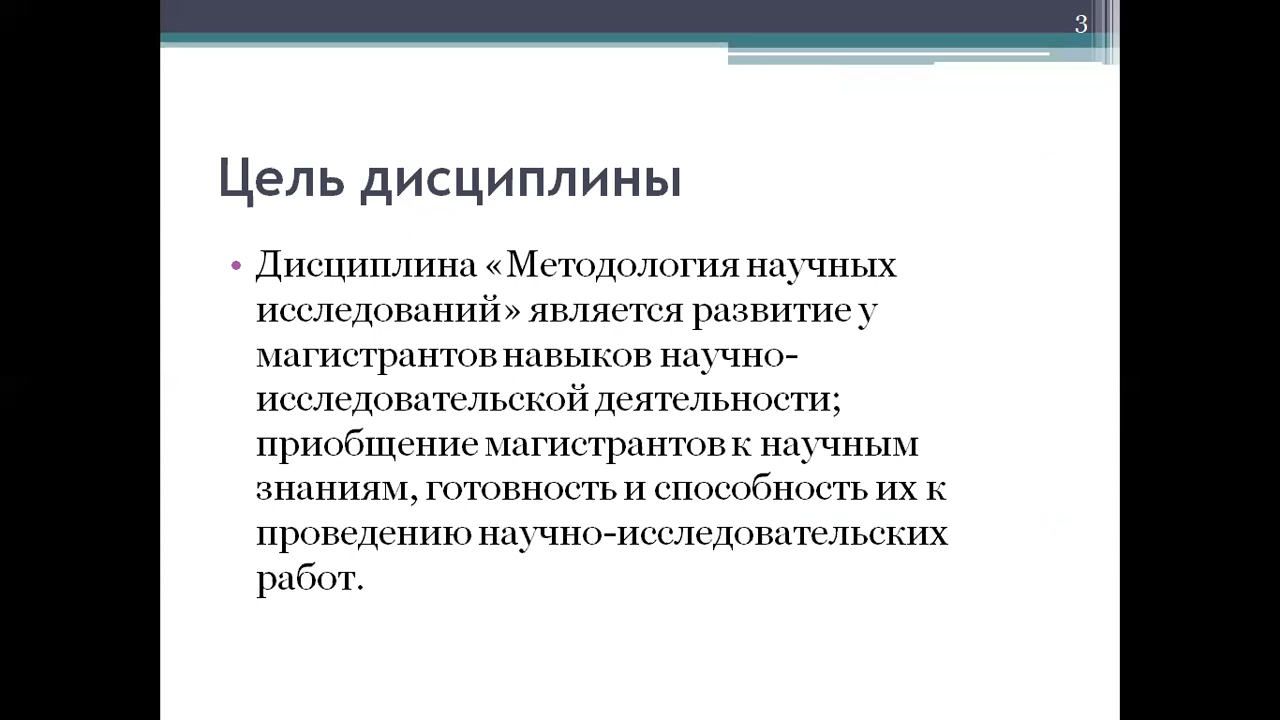 3
Цель дисциплины
• Дисциплина «Методология научных
исследований» является развитие у
магистрантов навыков научно-
исследовательской деятельности;
приобщение магистрантов к научным
знаниям, готовность и способность их к
проведению научно-исследовательских
работ.